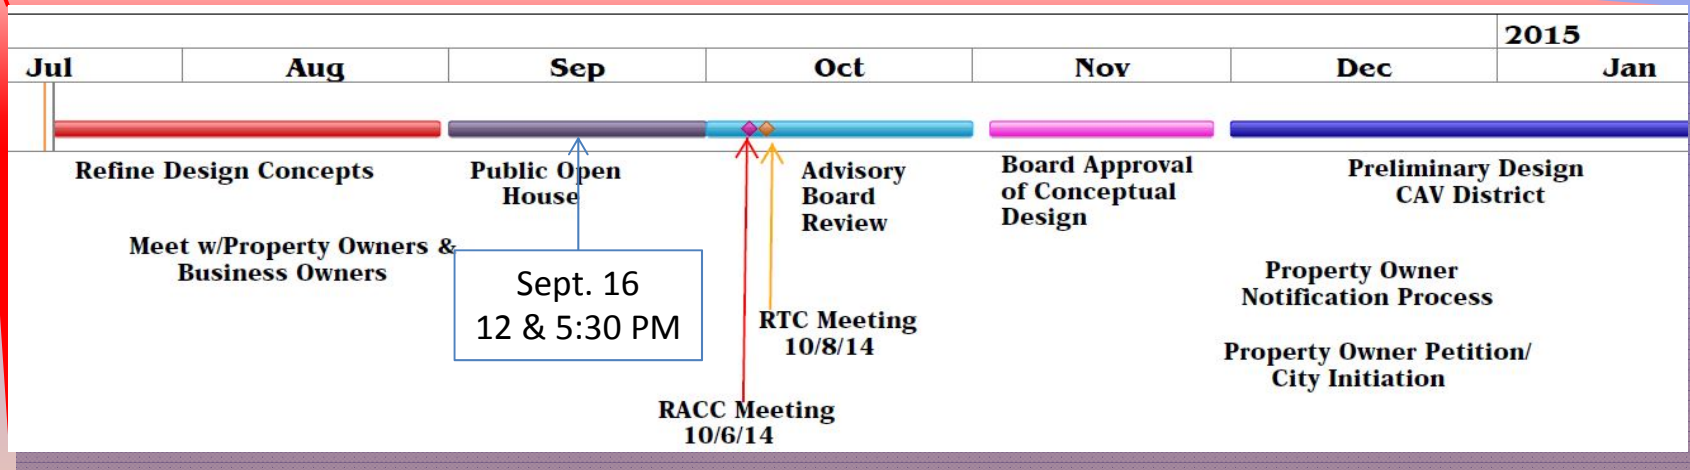 2015
Jul Aug Sep Oct Nov Dec Jan
Refine Design Concepts
Meet w/Property Owners &
Business Owners
Public Open
House
Sept. 16
12 & 5:30 PM
Advisory
Board
Review
RTC Meeting
10/8/14
RACC Meeting
10/6/14
Board Approval
of Conceptual
Design
Preliminary Design
CAV District
Property Owner
Notification Process
Property Owner Petition/
City Initiation